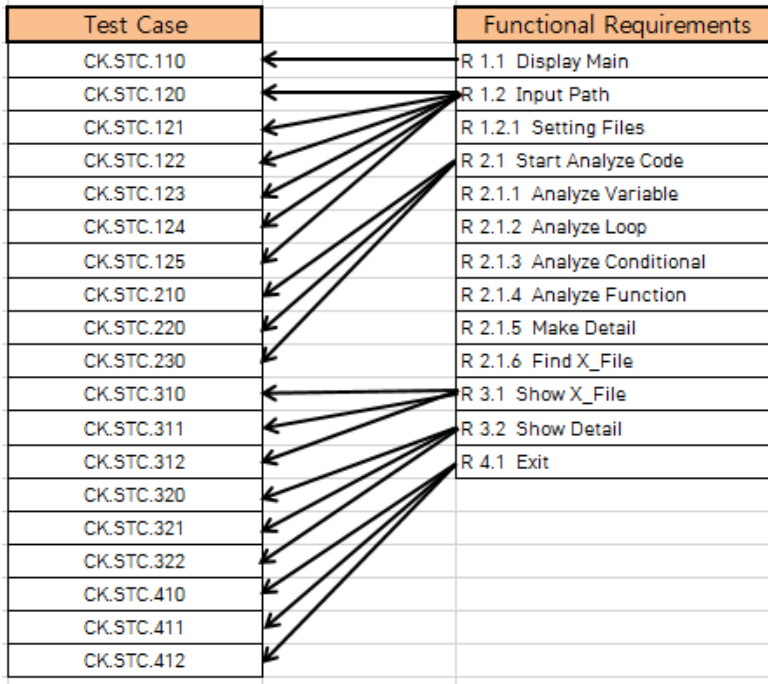 Test Case
Functional Requirements
CK.STC.110
R 1.1 Display Main
CK.STC.120
R 1.2 Input Path
CK.STC.121
R 1.2.1 Setting Files
CK.STC.122
R 2.1 Start Analyze Code
CK.STC.123
R 2.1.1 Analyze Variable
CK.STC.124
R 2.1.2 Analyze Loop
CK.STC.125
R 2.1.3 Analyze Conditional
CK.STC.210
R 2.1.4 Analyze Function
CK.STC.220
R 2.1.5 Make Detail
CK.STC.230
R 2.1.6 Find X_File
CK.STC.310
R 3.1 Show X_File
CK.STC.311
R 3.2 Show Detail
CK.STC.312
R 4.1 Exit
CK.STC.320
CK.STC.321
CK.STC.322
CK.STC.410
CK.STC.411
CK.STC.412